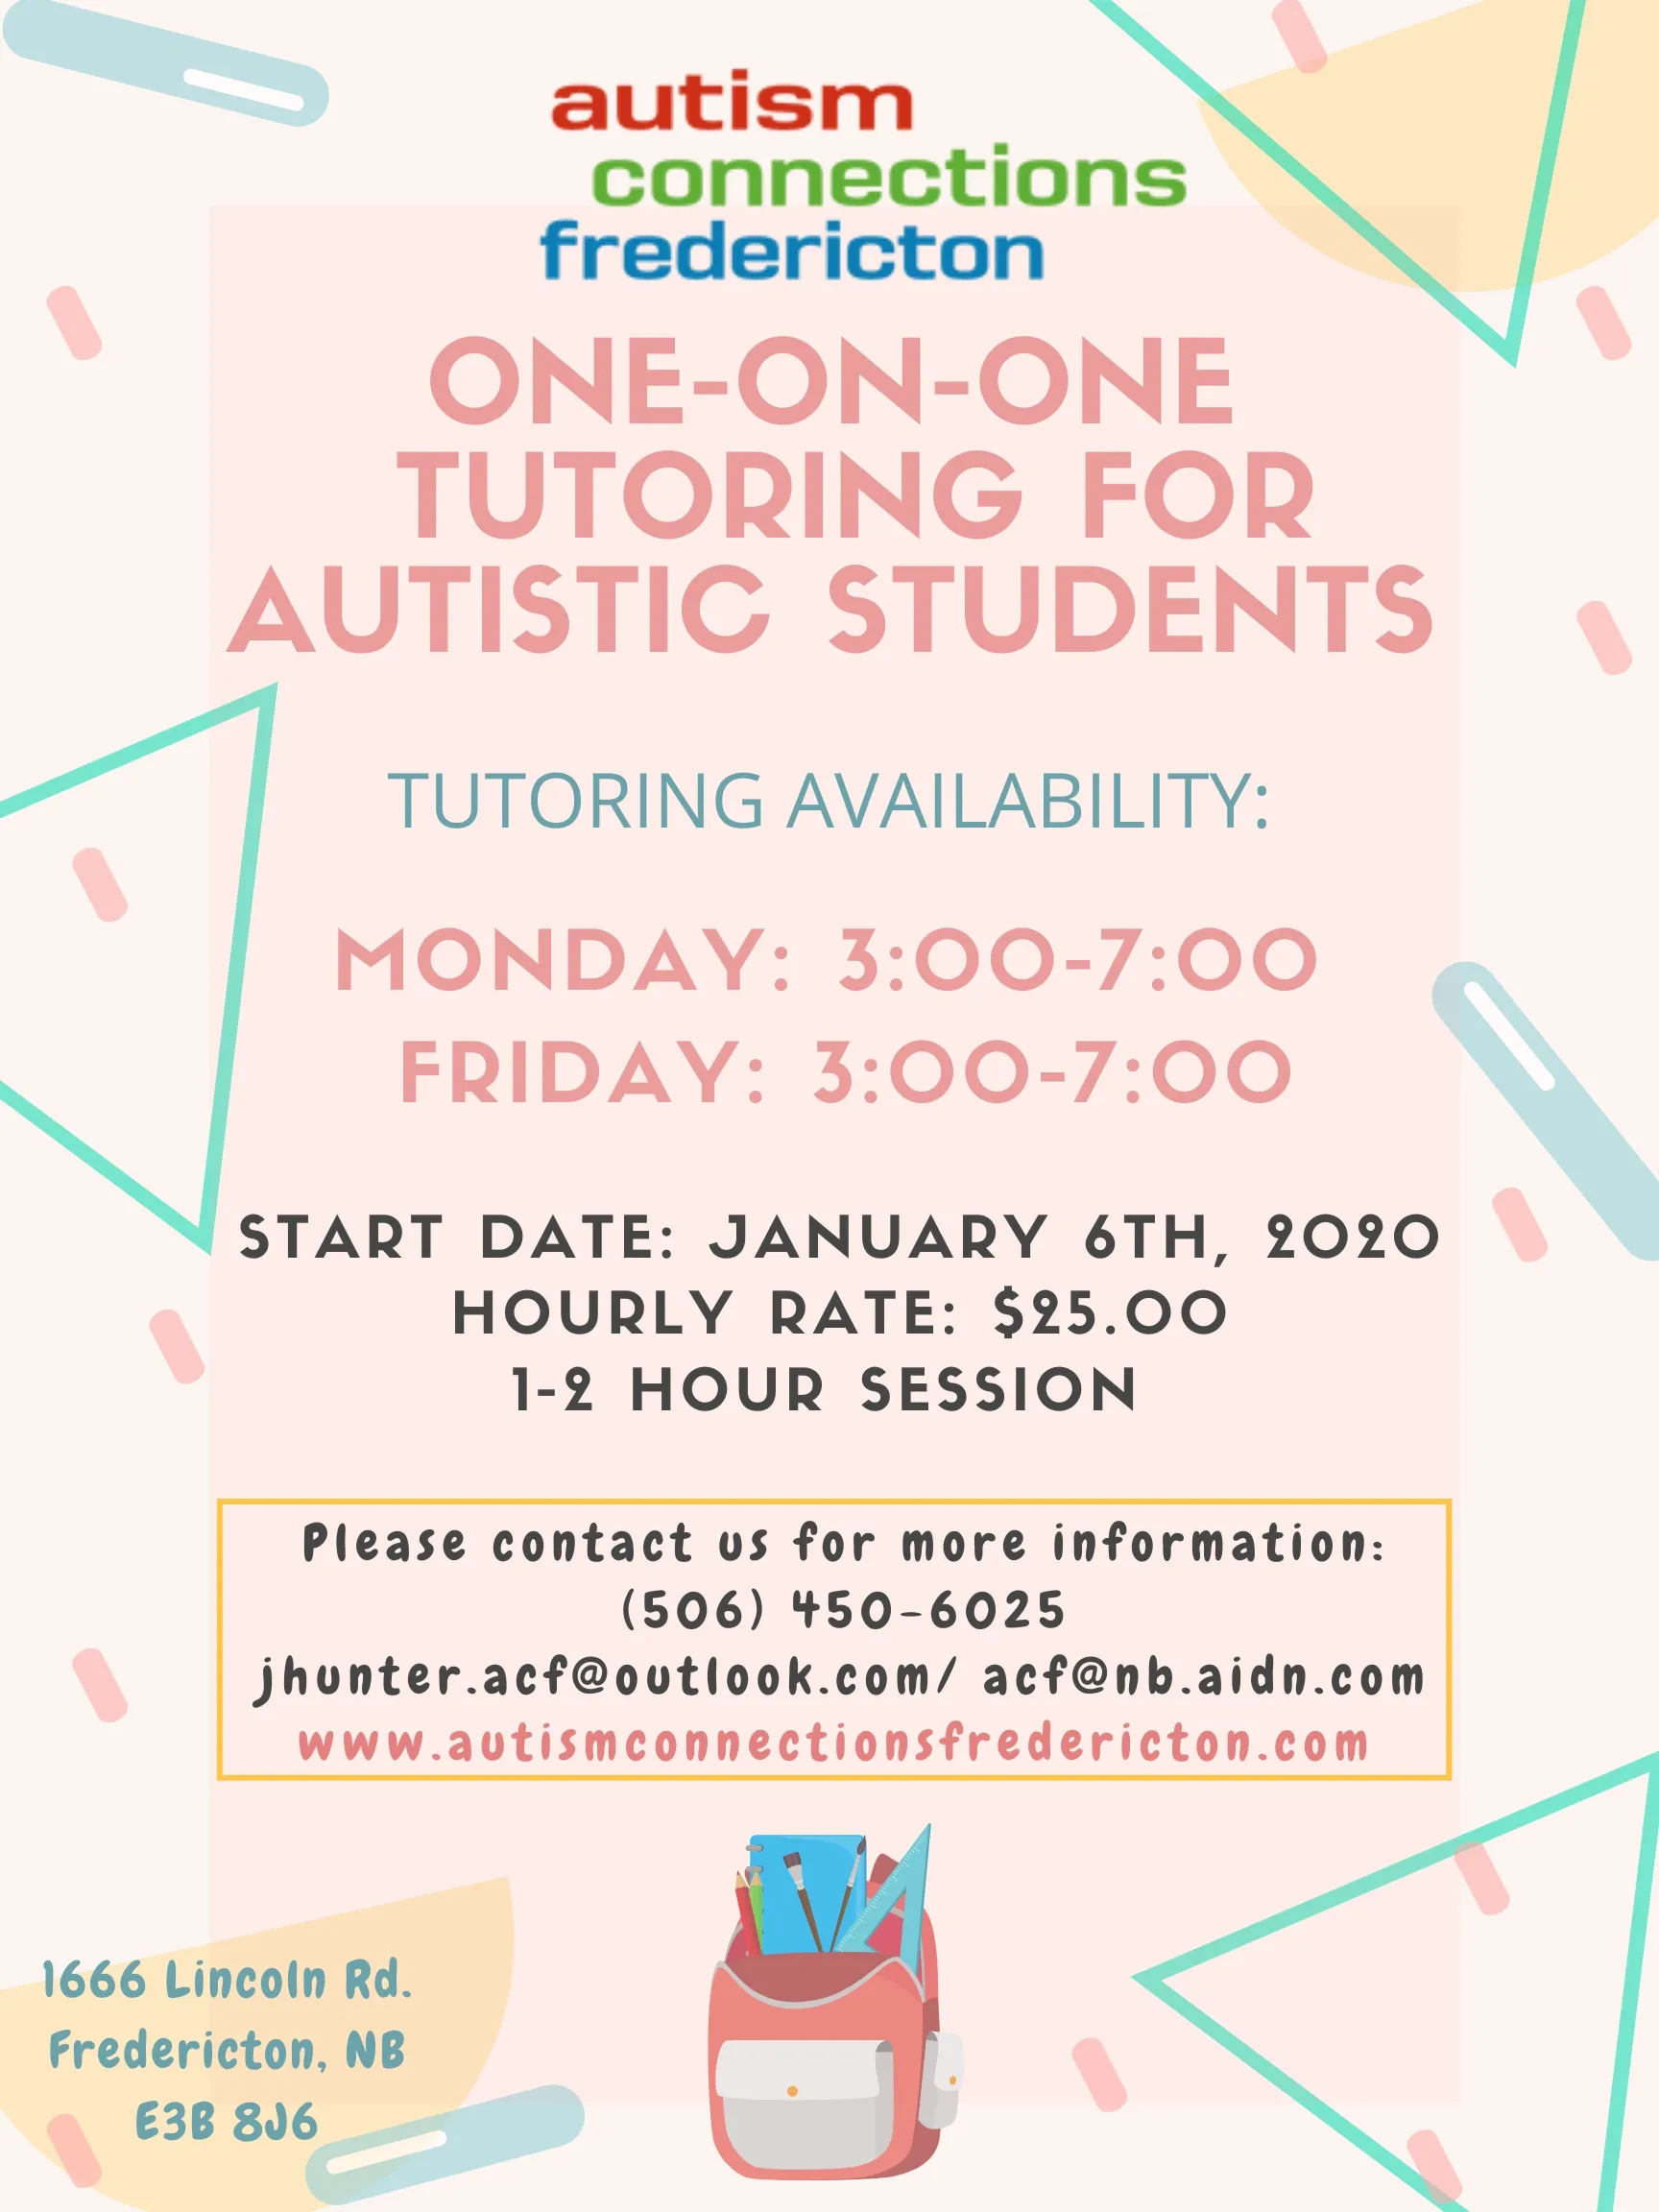 autism
connections
fredericton
ONE-ON-ONE
TUTORING FOR
AUTISTIC STUDENTS
TUTORING AVAILABILITY:
MONDAY: 3:00-7:00
FRIDAY: 3:00-7:00
START DATE: JANUARY 6TH, 2020
HOURLY RATE: $25.00
1-2 HOUR SESSION
Please contact us for more information:
(506) 450-6025
jhunter.acf@outlook.com/ acf@nb.aidn.com
www.autismconnectionsfredericton.com
1666 Lincoln Rd.
Fredericton, NB
E3B 8J6